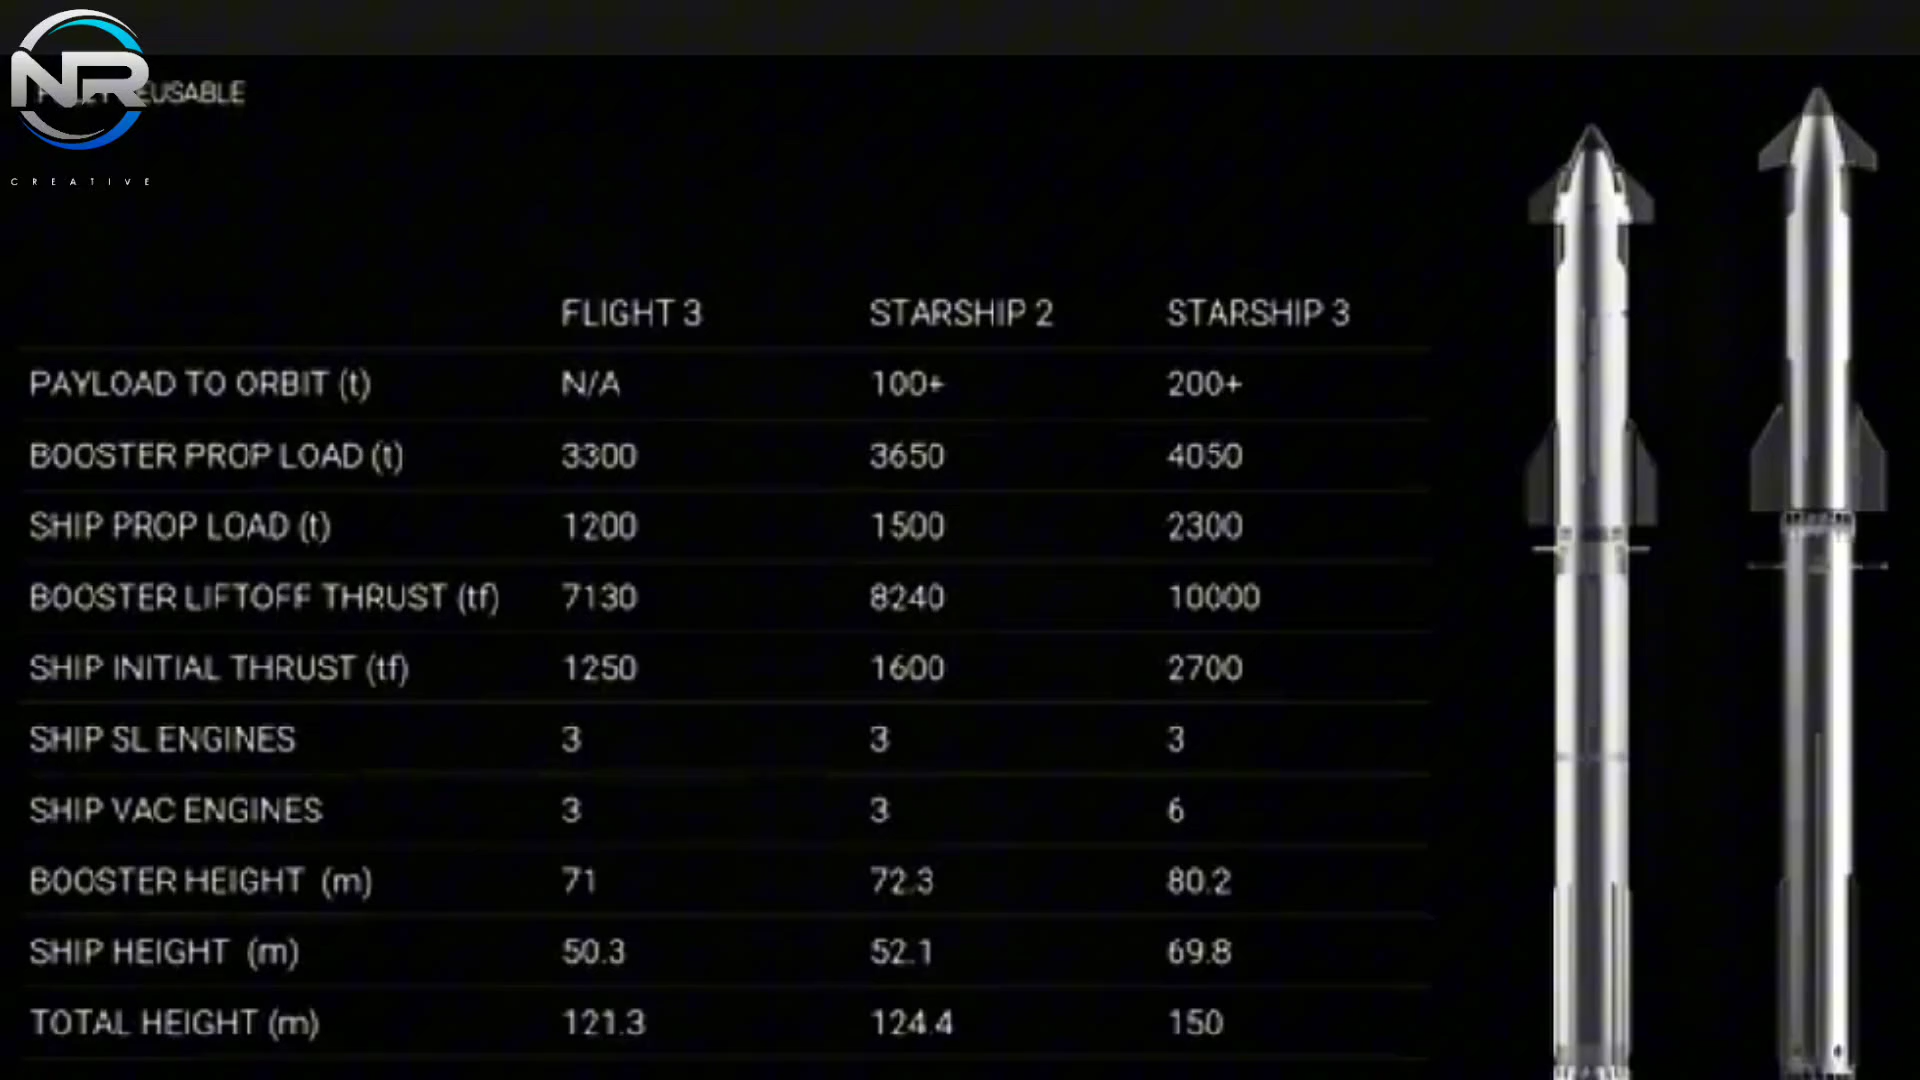 NR
CREATIVE
EUSABLE
FLIGHT 3 STARSHIP 2 STARSHIP 3
PAYLOAD TO ORBIT (t) N/A 100+ 200+
BOOSTER PROP LOAD (t) 3300 3650 4050
SHIP PROP LOAD (t) 1200 1500 2300
BOOSTER LIFTOFF THRUST (tf) 7130 8240 10000
SHIP INITIAL THRUST (tf) 1250 1600 2700
SHIP SL ENGINES 3 3 3
SHIP VAC ENGINES 3 3 6
BOOSTER HEIGHT (m) 71 72.3 80.2
SHIP HEIGHT (m) 50.3 52.1 69.8
TOTAL HEIGHT (m) 121.3 124.4 150